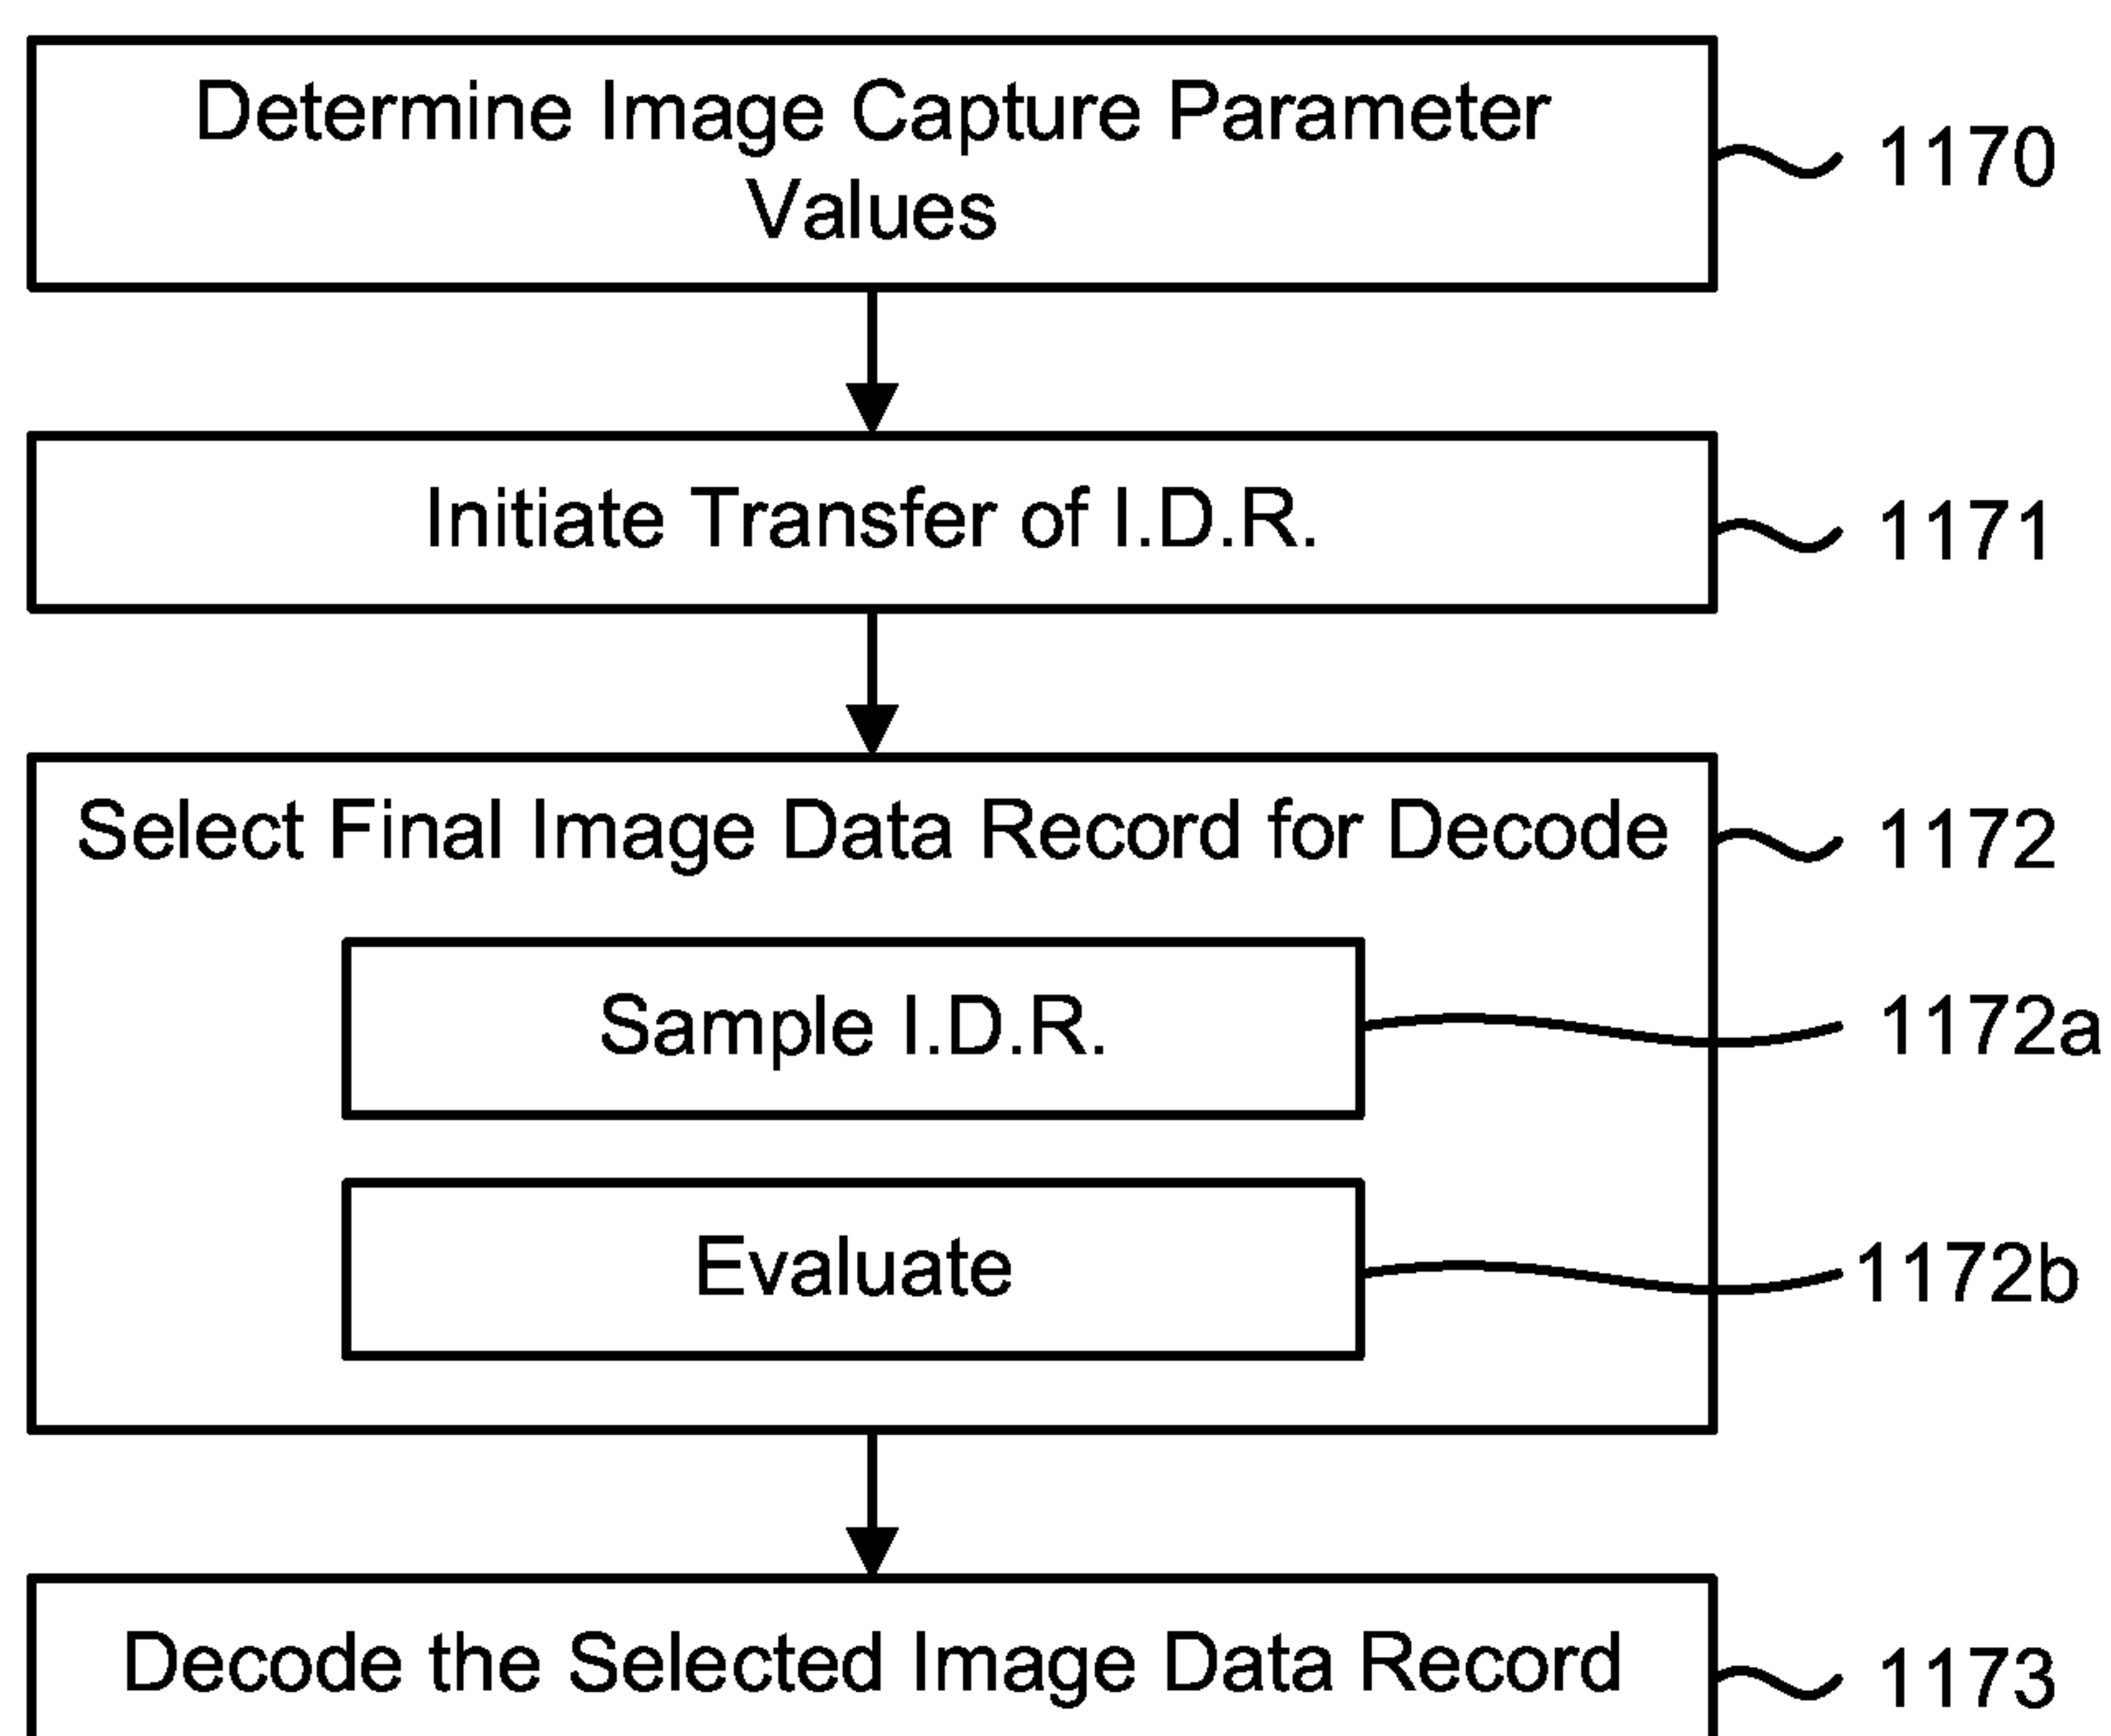 Determine Image Capture Parameter
Values
1170
Initiate Transfer of I.D.R.
1171
Select Final Image Data Record for Decode
1172
Sample I.D.R.
1172a
Evaluate
1172b
Decode the Selected Image Data Record
1173